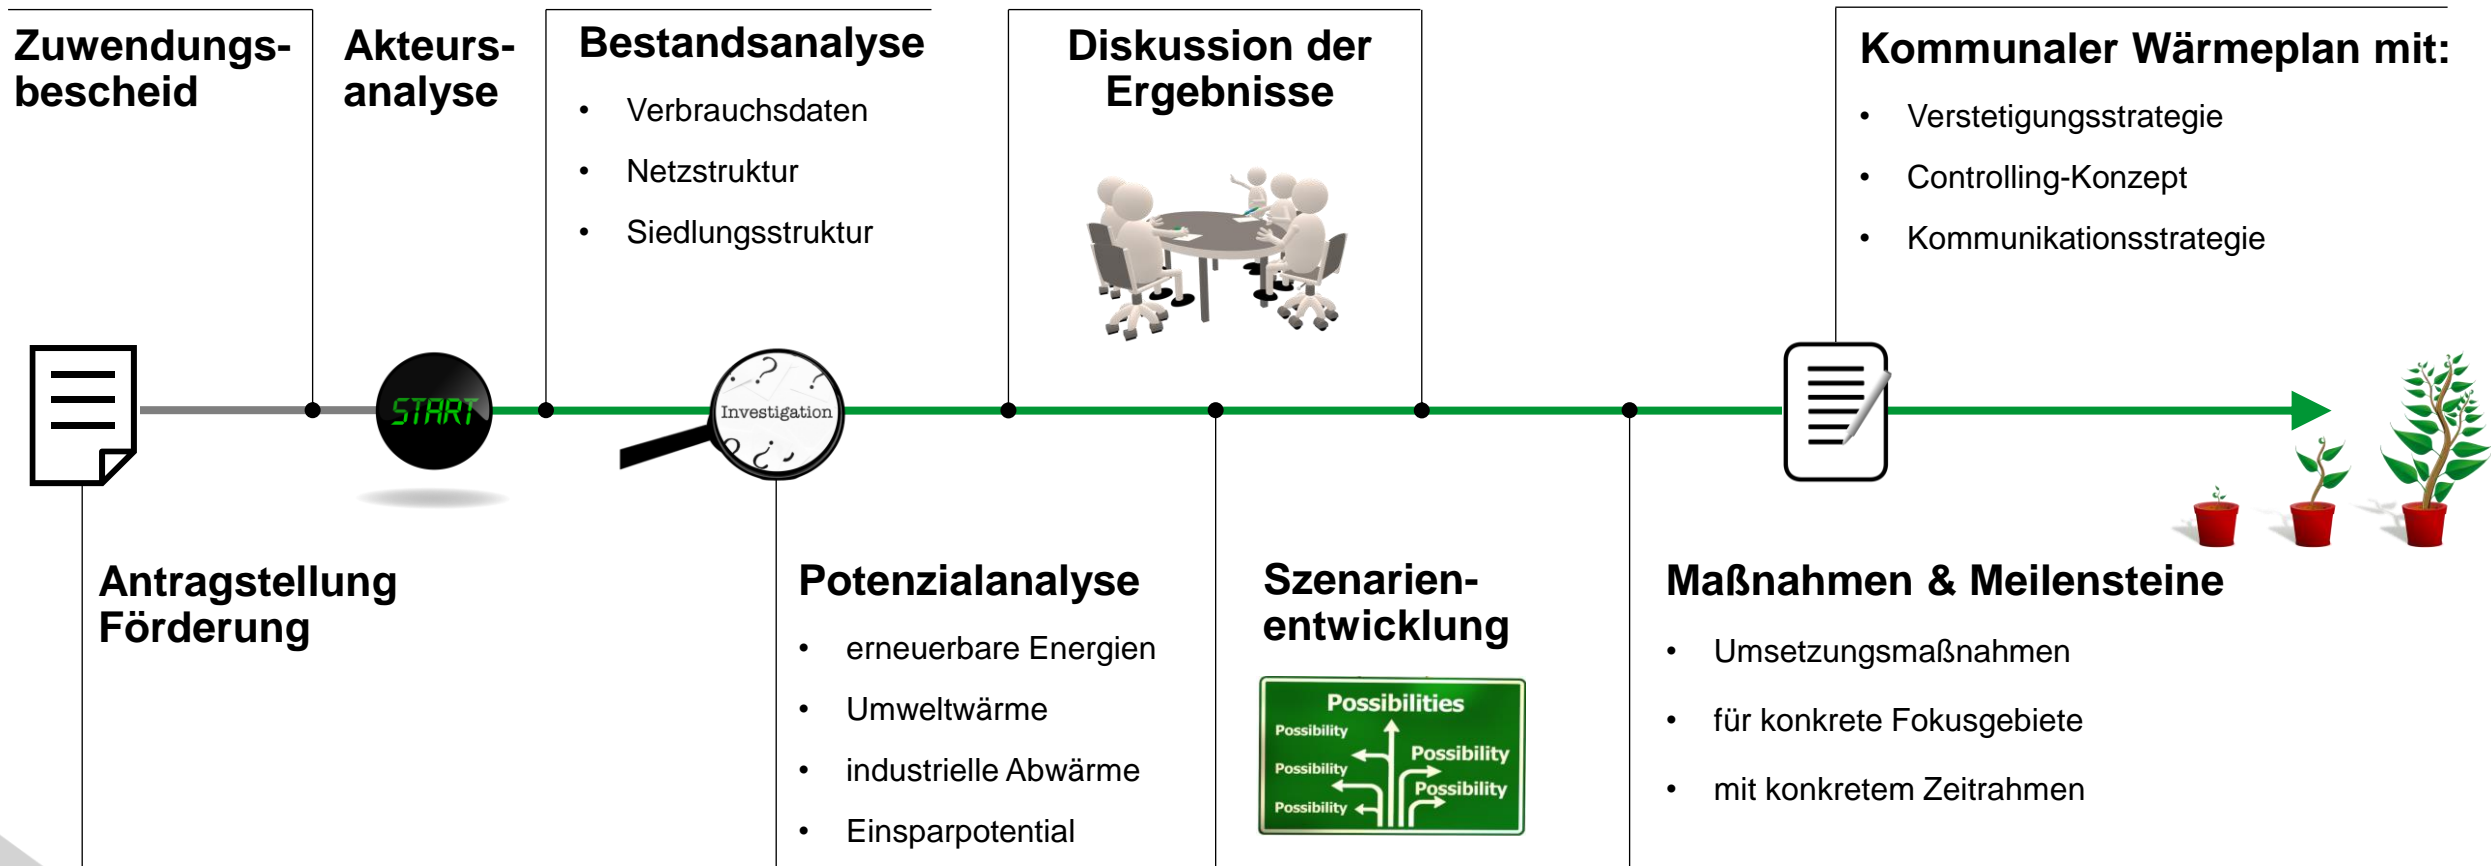 Zuwendungs-
bescheid
Akteurs-
analyse
Bestandsanalyse
• Verbrauchsdaten
• Netzstruktur
• Siedlungsstruktur
Diskussion der
Ergebnisse
Kommunaler Wärmeplan mit:
• Verstetigungsstrategie
• Controlling-Konzept
• Kommunikationsstrategie
START
Investigation
Antragstellung
Förderung
Potenzialanalyse
• erneuerbare Energien
• Umweltwärme
• industrielle Abwärme
• Einsparpotential
Szenarien-
entwicklung
Possibilities
Possibility
Possibility
Possibility
Possibility
Possibility
Maßnahmen & Meilensteine
• Umsetzungsmaßnahmen
• für konkrete Fokusgebiete
• mit konkretem Zeitrahmen